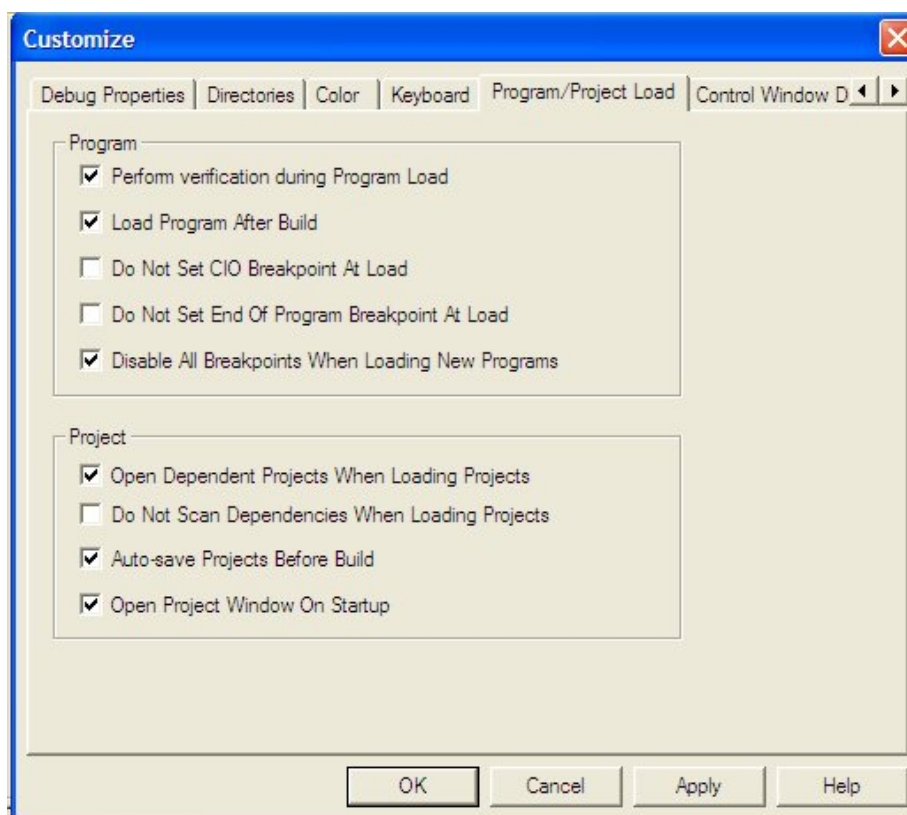 Customize
Debug Properties Directories Color Keyboard Program/Project Load Control Window D
Program
Perform verification during Program Load
Load Program After Build
Do Not Set CIO Breakpoint At Load
Do Not Set End Of Program Breakpoint At Load
Disable All Breakpoints When Loading New Programs
Project
Open Dependent Projects When Loading Projects
Do Not Scan Dependencies When Loading Projects
Auto-save Projects Before Build
Open Project Window On Startup
OK Cancel Apply Help